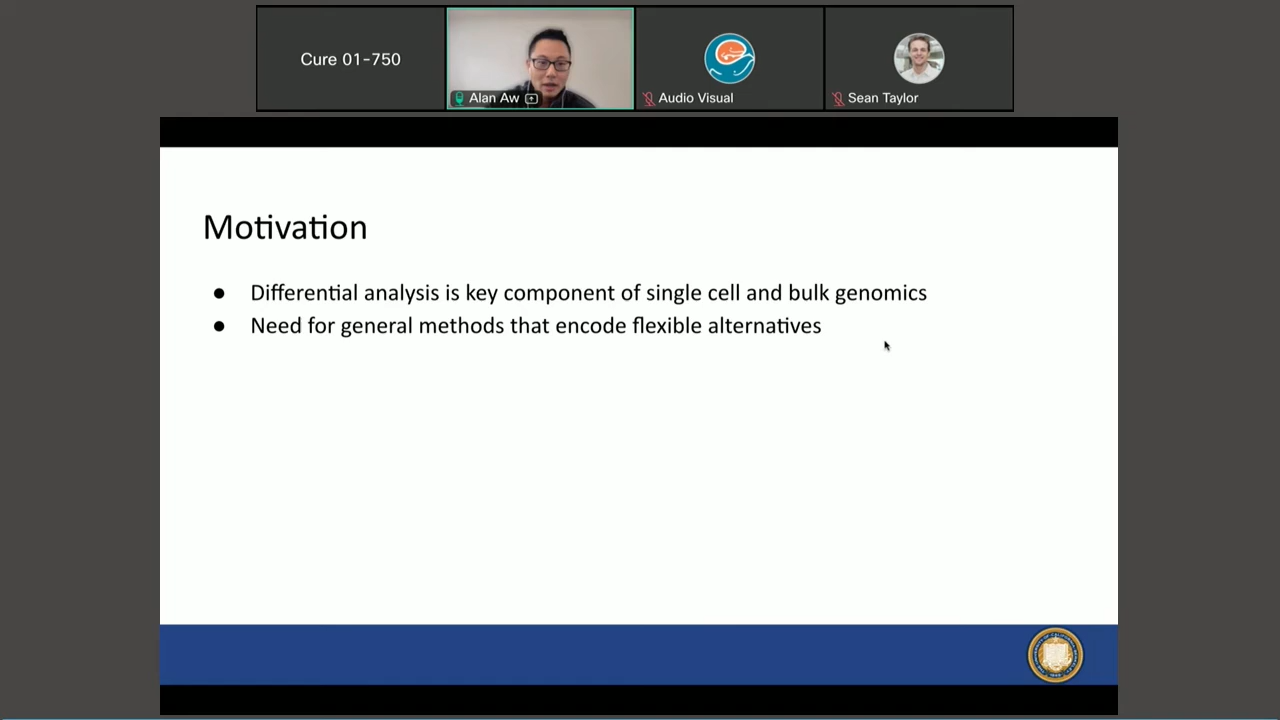 Cure 01-750
Alan Aw
Audio Visual
Sean Taylor
Motivation
● Differential analysis is key component of single cell and bulk genomics
● Need for general methods that encode flexible alternatives